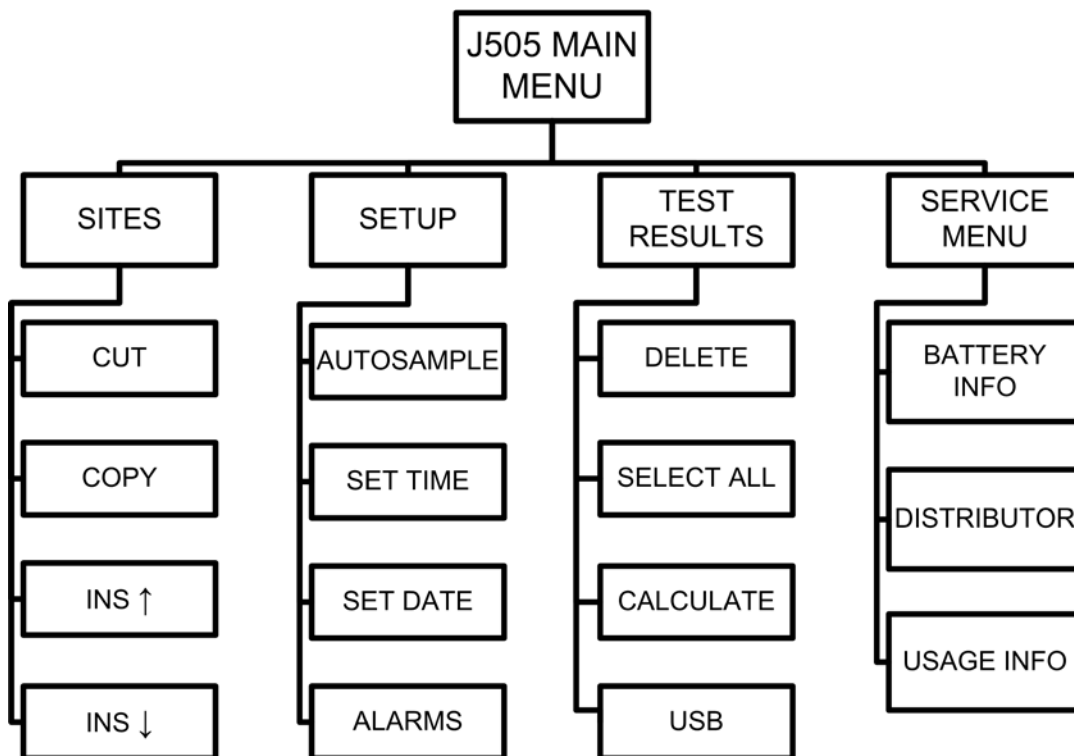 J505 MAIN
MENU
SITES
SETUP
TEST
RESULTS
SERVICE
MENU
CUT
COPY
INS ↑
INS ↓
AUTOSAMPLE
SET TIME
SET DATE
ALARMS
DELETE
SELECT ALL
CALCULATE
USB
BATTERY
INFO
DISTRIBUTOR
USAGE INFO